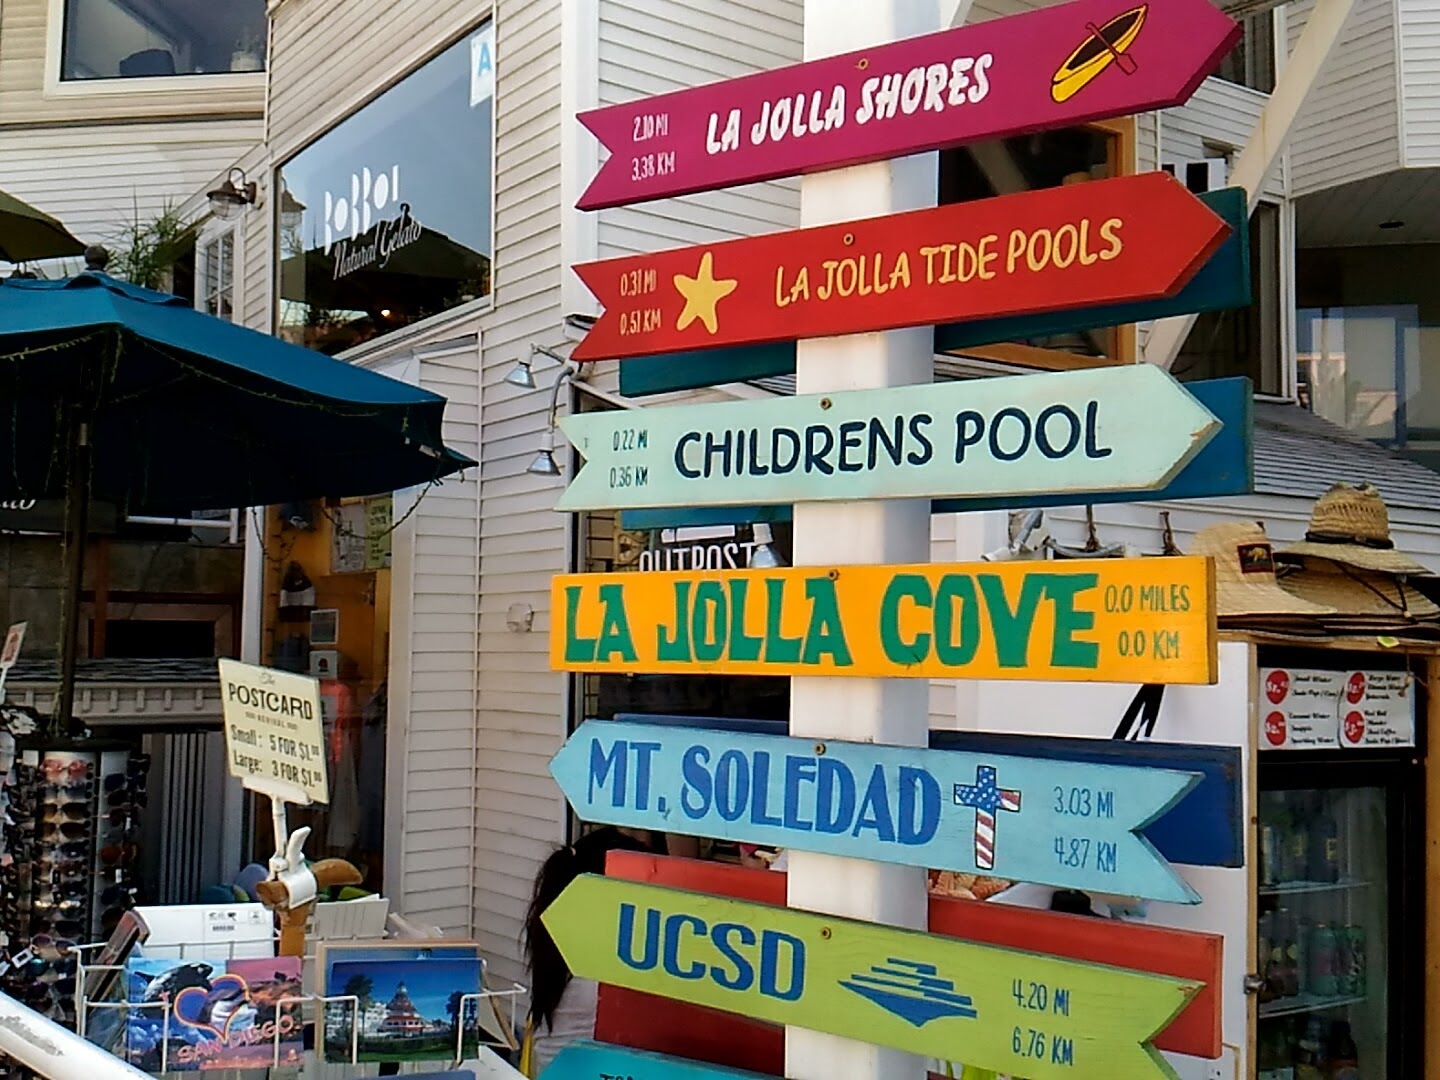 A
BOBBOI
Natural Gelato
2.10 MI
3.38 KM
LA JOLLA SHORES
0.31 MI
0.51 KM
LA JOLLA TIDE POOLS
0.22 MI
0.36 KM
CHILDRENS POOL
OUTPOST
LA JOLLA COVE
0.0 MILES
0.0 KM
MT. SOLEDAD
3.03 MI
4.87 KM
UCSD
4.20 MI
6.76 KM
The
POSTCARD
Small: 5 FOR $1.00
Large: 3 FOR $1.00
SAN DIEGO